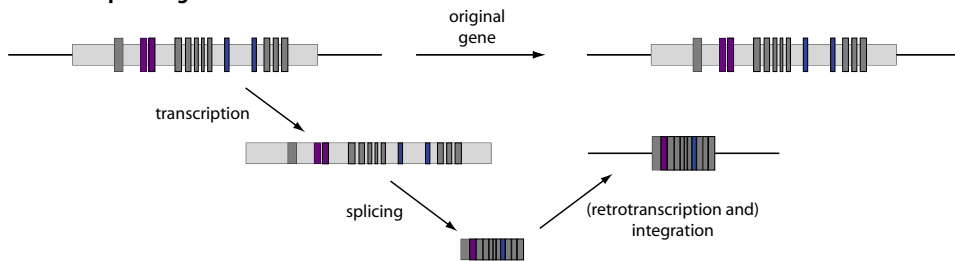 original
gene
transcription
splicing
(retrotranscription and)
integration